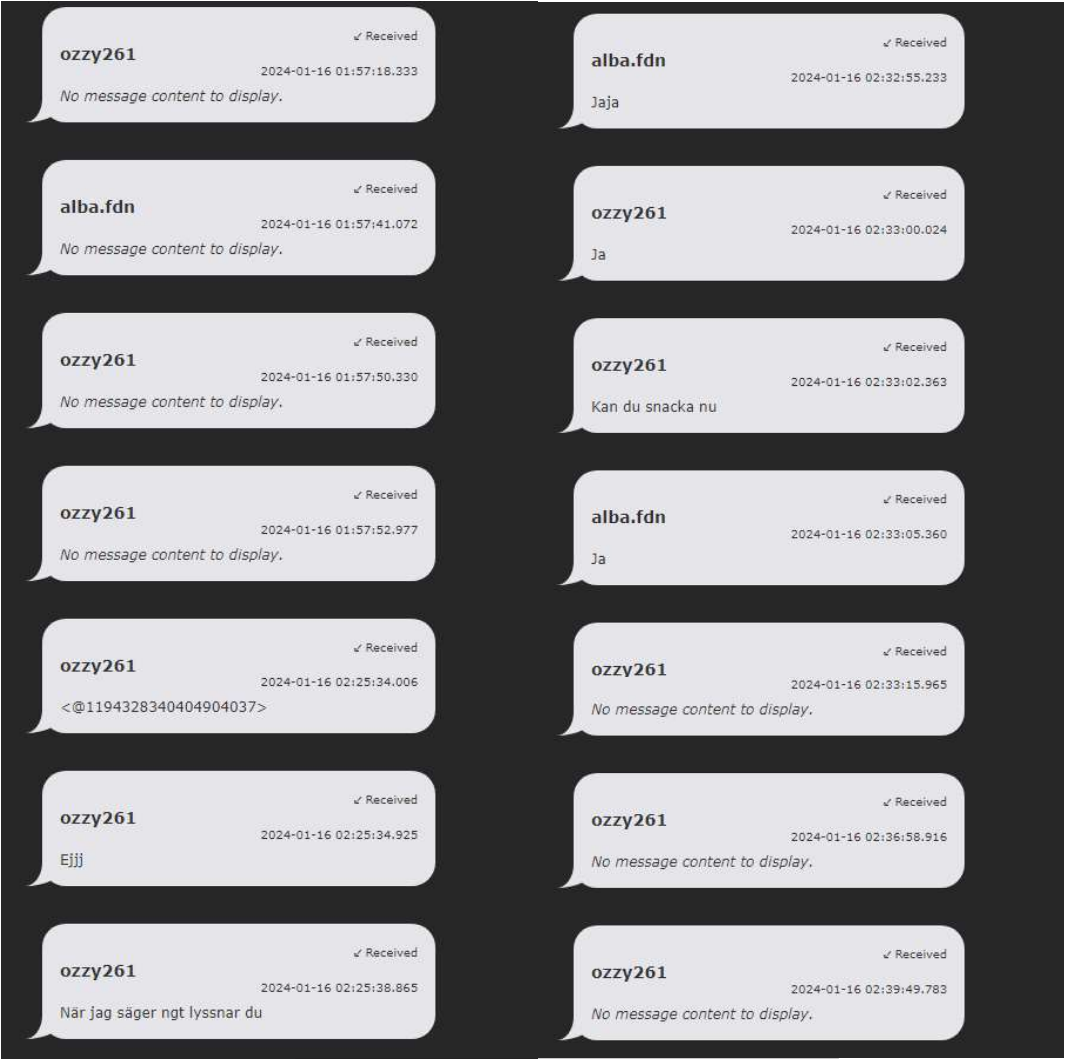 ↙ Received
ozzy261
2024-01-16 01:57:18.333
No message content to display.
↙ Received
alba.fdn
2024-01-16 01:57:41.072
No message content to display.
↙ Received
ozzy261
2024-01-16 01:57:50.330
No message content to display.
↙ Received
ozzy261
2024-01-16 01:57:52.977
No message content to display.
↙ Received
ozzy261
2024-01-16 02:25:34.006
<@1194328340404904037>
↙ Received
ozzy261
2024-01-16 02:25:34.925
Ejjj
↙ Received
ozzy261
2024-01-16 02:25:38.865
När jag säger ngt lyssnar du
↙ Received
alba.fdn
2024-01-16 02:32:55.233
Jaja
↙ Received
ozzy261
2024-01-16 02:33:00.024
Ja
↙ Received
ozzy261
2024-01-16 02:33:02.363
Kan du snacka nu
↙ Received
alba.fdn
2024-01-16 02:33:05.360
Ja
↙ Received
ozzy261
2024-01-16 02:33:15.965
No message content to display.
↙ Received
ozzy261
2024-01-16 02:36:58.916
No message content to display.
↙ Received
ozzy261
2024-01-16 02:39:49.783
No message content to display.